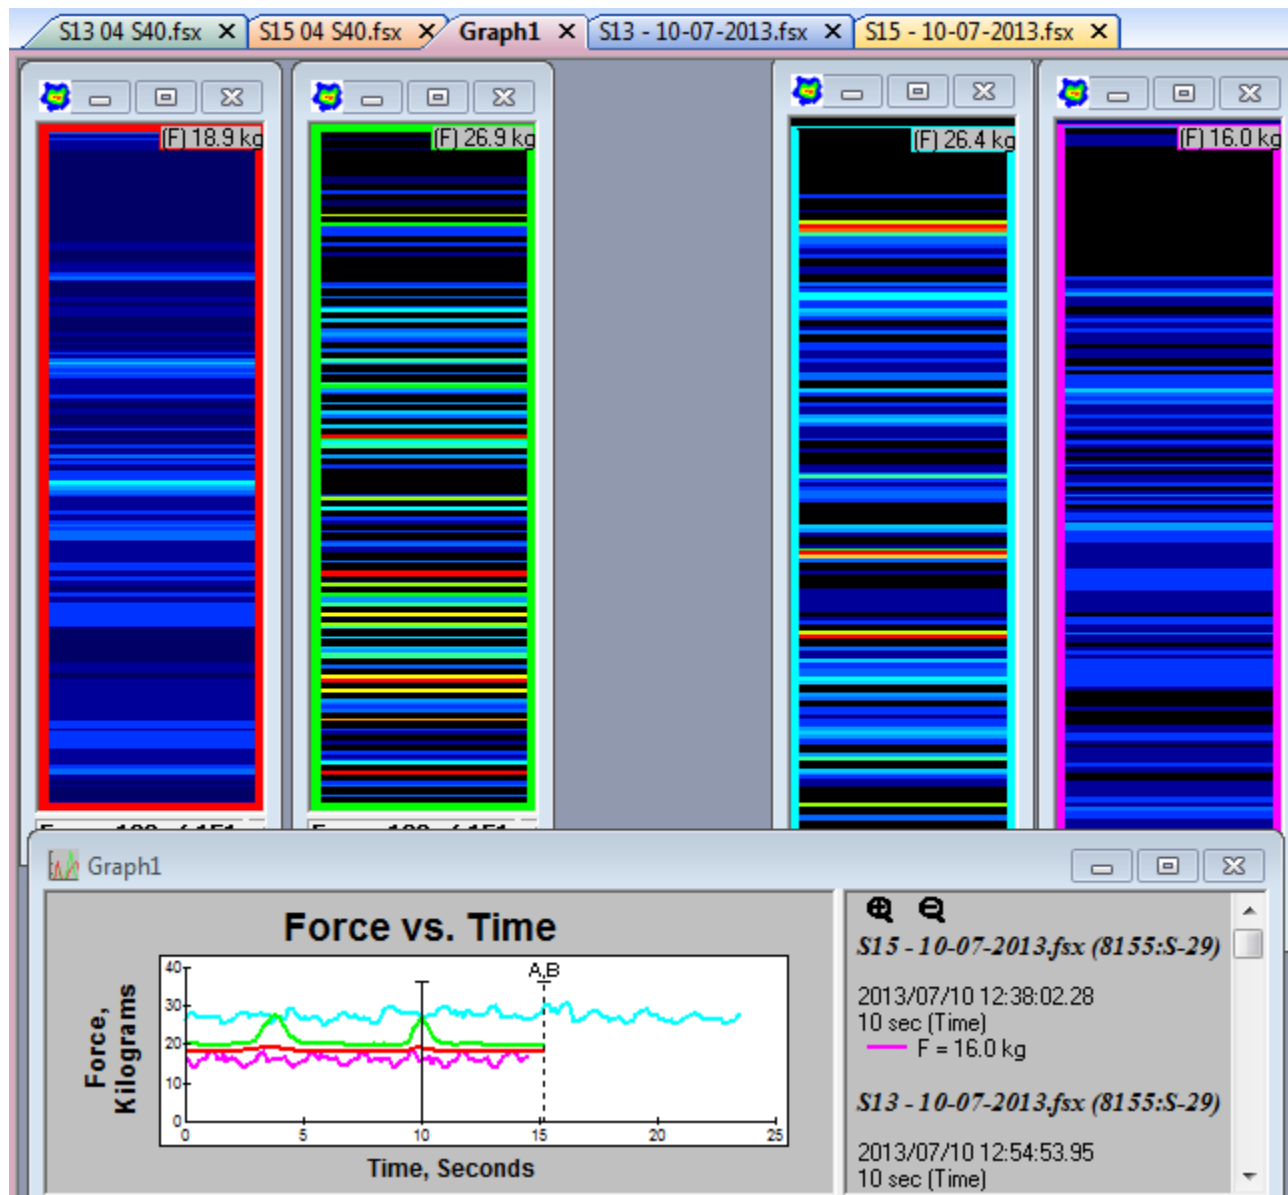 S13 04 S40.fsx
S15 04 S40.fsx
Graph1
S13 - 10-07-2013.fsx
S15 - 10-07-2013.fsx
(F) 18.9 kg
(F) 26.9 kg
(F) 26.4 kg
(F) 16.0 kg
Graph1
Force vs. Time
Force,
Kilograms
40
30
20
10
0
A,B
0
5
10
15
20
25
Time, Seconds
S15 - 10-07-2013.fsx (8155:S-29)
2013/07/10 12:38:02.28
10 sec (Time)
F = 16.0 kg
S13 - 10-07-2013.fsx (8155:S-29)
2013/07/10 12:54:53.95
10 sec (Time)